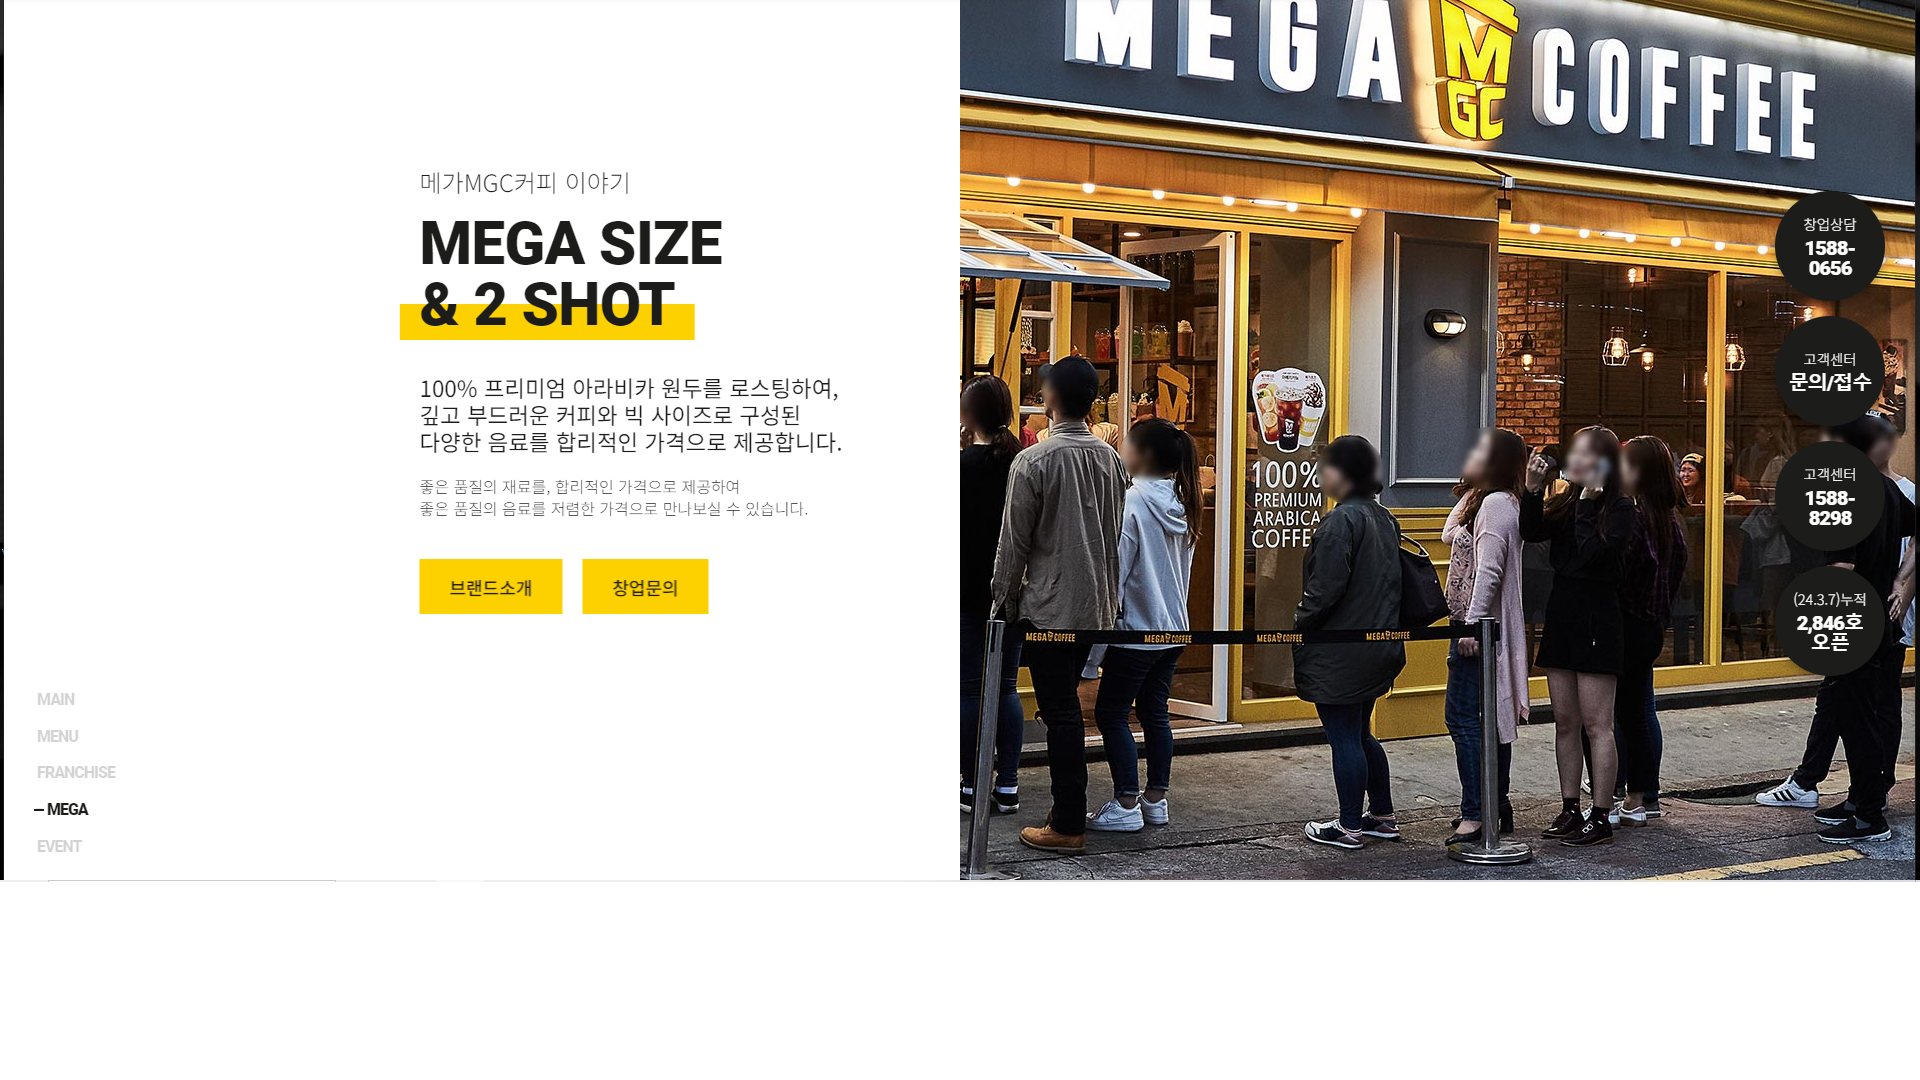 메가MGC커피 이야기
MEGA SIZE
& 2 SHOT
100% 프리미엄 아라비카 원두를 로스팅하여,
깊고 부드러운 커피와 빅 사이즈로 구성된
다양한 음료를 합리적인 가격으로 제공합니다.
좋은 품질의 재료를, 합리적인 가격으로 제공하여
좋은 품질의 음료를 저렴한 가격으로 만나보실 수 있습니다.
브랜드소개
창업문의
MAIN
MENU
FRANCHISE
MEGA
EVENT
MEGA MGC COFFEE
100%
PREMIUM
ARABICA
COFFEE
MEGA COFFEE
MEGA COFFEE
MEGA COFFEE
MEGA COFFEE
창업상담
1588-
0656
고객센터
문의/접수
고객센터
1588-
8298
(24.3.7)누적
2,846호
오픈